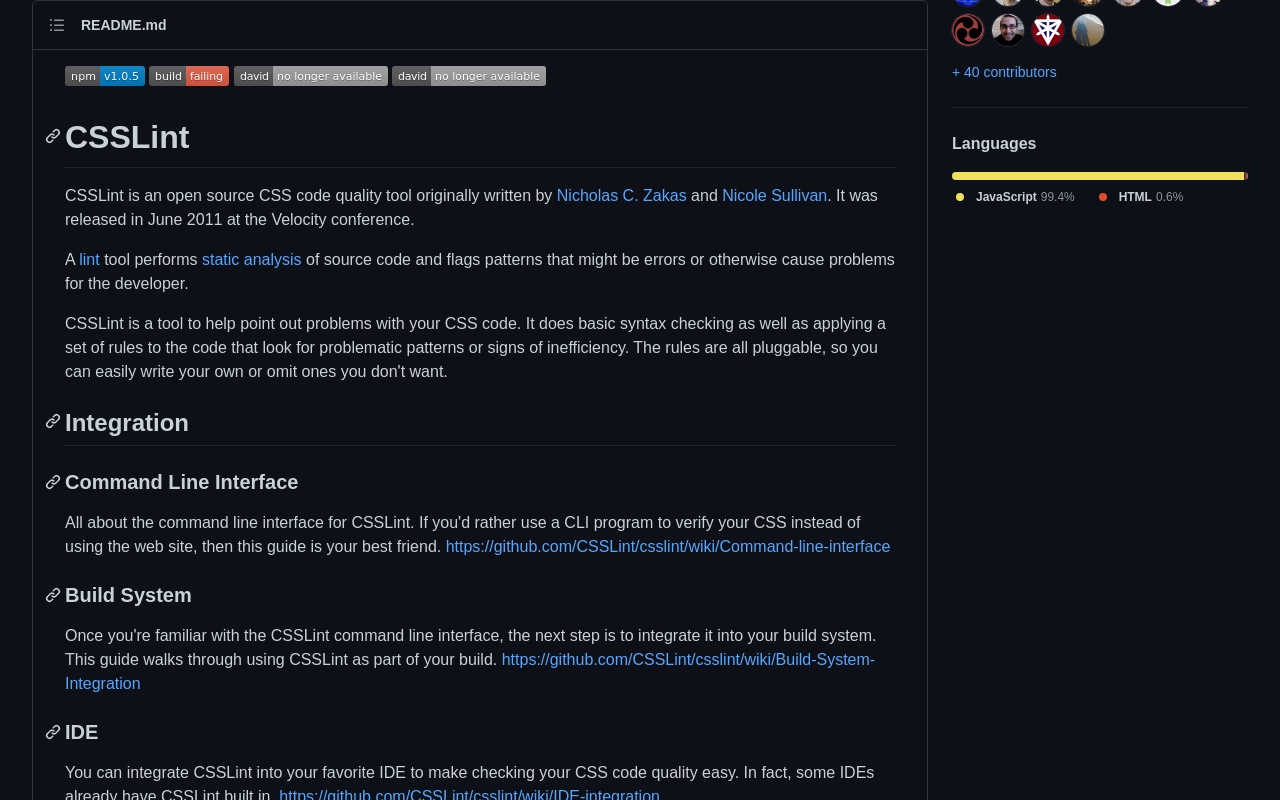 README.md
npm v1.0.5 build failing david no longer available david no longer available
CSSLint
CSSLint is an open source CSS code quality tool originally written by Nicholas C. Zakas and Nicole Sullivan. It was
released in June 2011 at the Velocity conference.
A lint tool performs static analysis of source code and flags patterns that might be errors or otherwise cause problems
for the developer.
CSSLint is a tool to help point out problems with your CSS code. It does basic syntax checking as well as applying a
set of rules to the code that look for problematic patterns or signs of inefficiency. The rules are all pluggable, so you
can easily write your own or omit ones you don't want.
Integration
Command Line Interface
All about the command line interface for CSSLint. If you'd rather use a CLI program to verify your CSS instead of
using the web site, then this guide is your best friend. https://github.com/CSSLint/csslint/wiki/Command-line-interface
Build System
Once you're familiar with the CSSLint command line interface, the next step is to integrate it into your build system.
This guide walks through using CSSLint as part of your build. https://github.com/CSSLint/csslint/wiki/Build-System-
Integration
IDE
You can integrate CSSLint into your favorite IDE to make checking your CSS code quality easy. In fact, some IDEs
already have CSSLint built in. https://github.com/CSSLint/csslint/wiki/IDE-integration
+ 40 contributors
Languages
JavaScript 99.4% HTML 0.6%